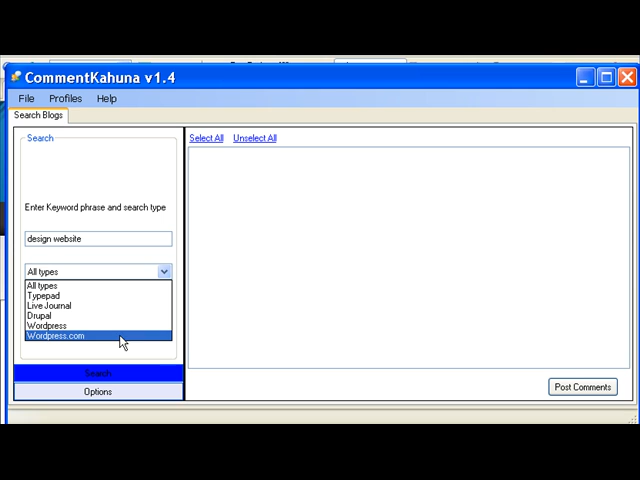 CommentKahuna v1.4
File Profiles Help
Search Blogs
Search
Select All Unselect All
Enter Keyword phrase and search type
design website
All types
All types
Typepad
Live Journal
Drupal
Wordpress
Wordpress.com
Search
Options
Post Comments